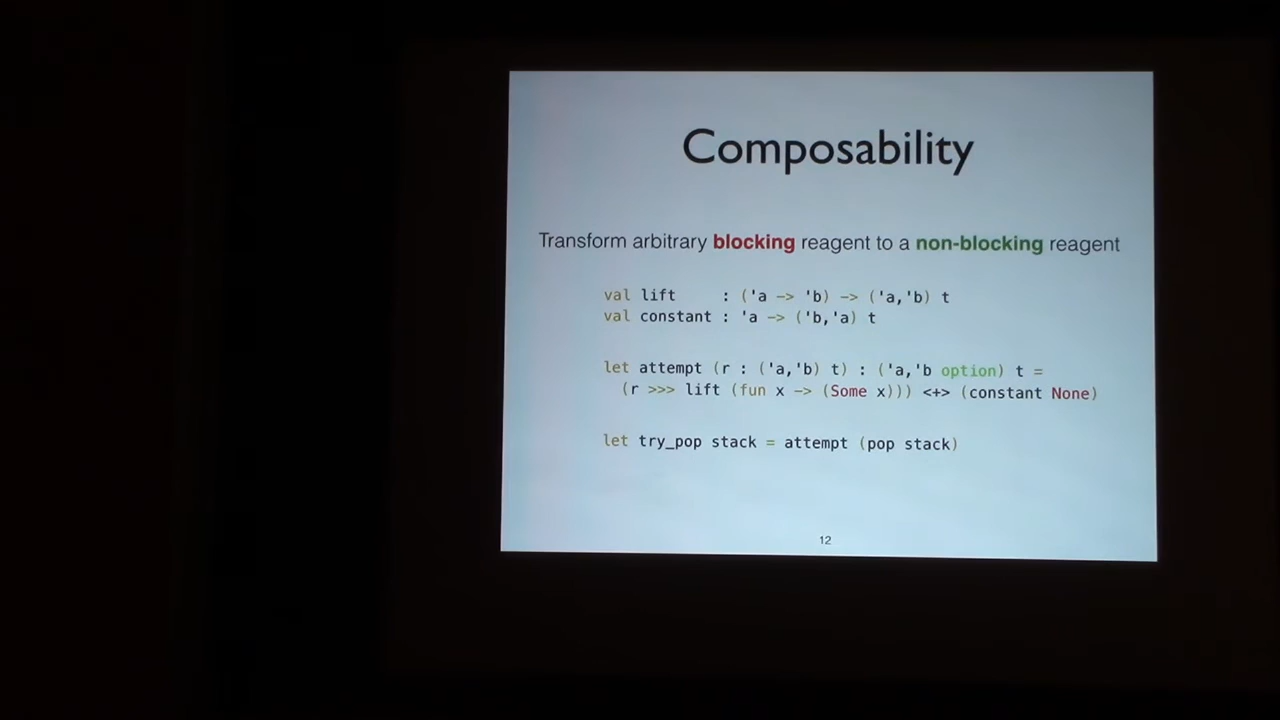 Composability
Transform arbitrary blocking reagent to a non-blocking reagent
val lift     : ('a -> 'b) -> ('a,'b) t
val constant : 'a -> ('b,'a) t
let attempt (r : ('a,'b) t) : ('a,'b option) t =
  (r >>> lift (fun x -> (Some x))) <+> (constant None)
let try_pop stack = attempt (pop stack)
12